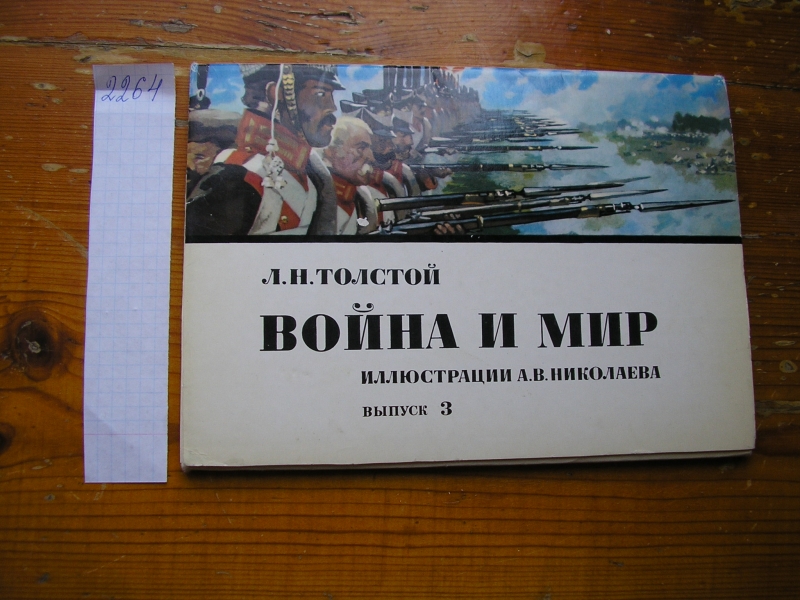 2264
Л.Н.ТОЛСТОЙ
ВОЙНА И МИР
ИЛЛЮСТРАЦИИ А.В.НИКОЛАЕВА
ВЫПУСК 3